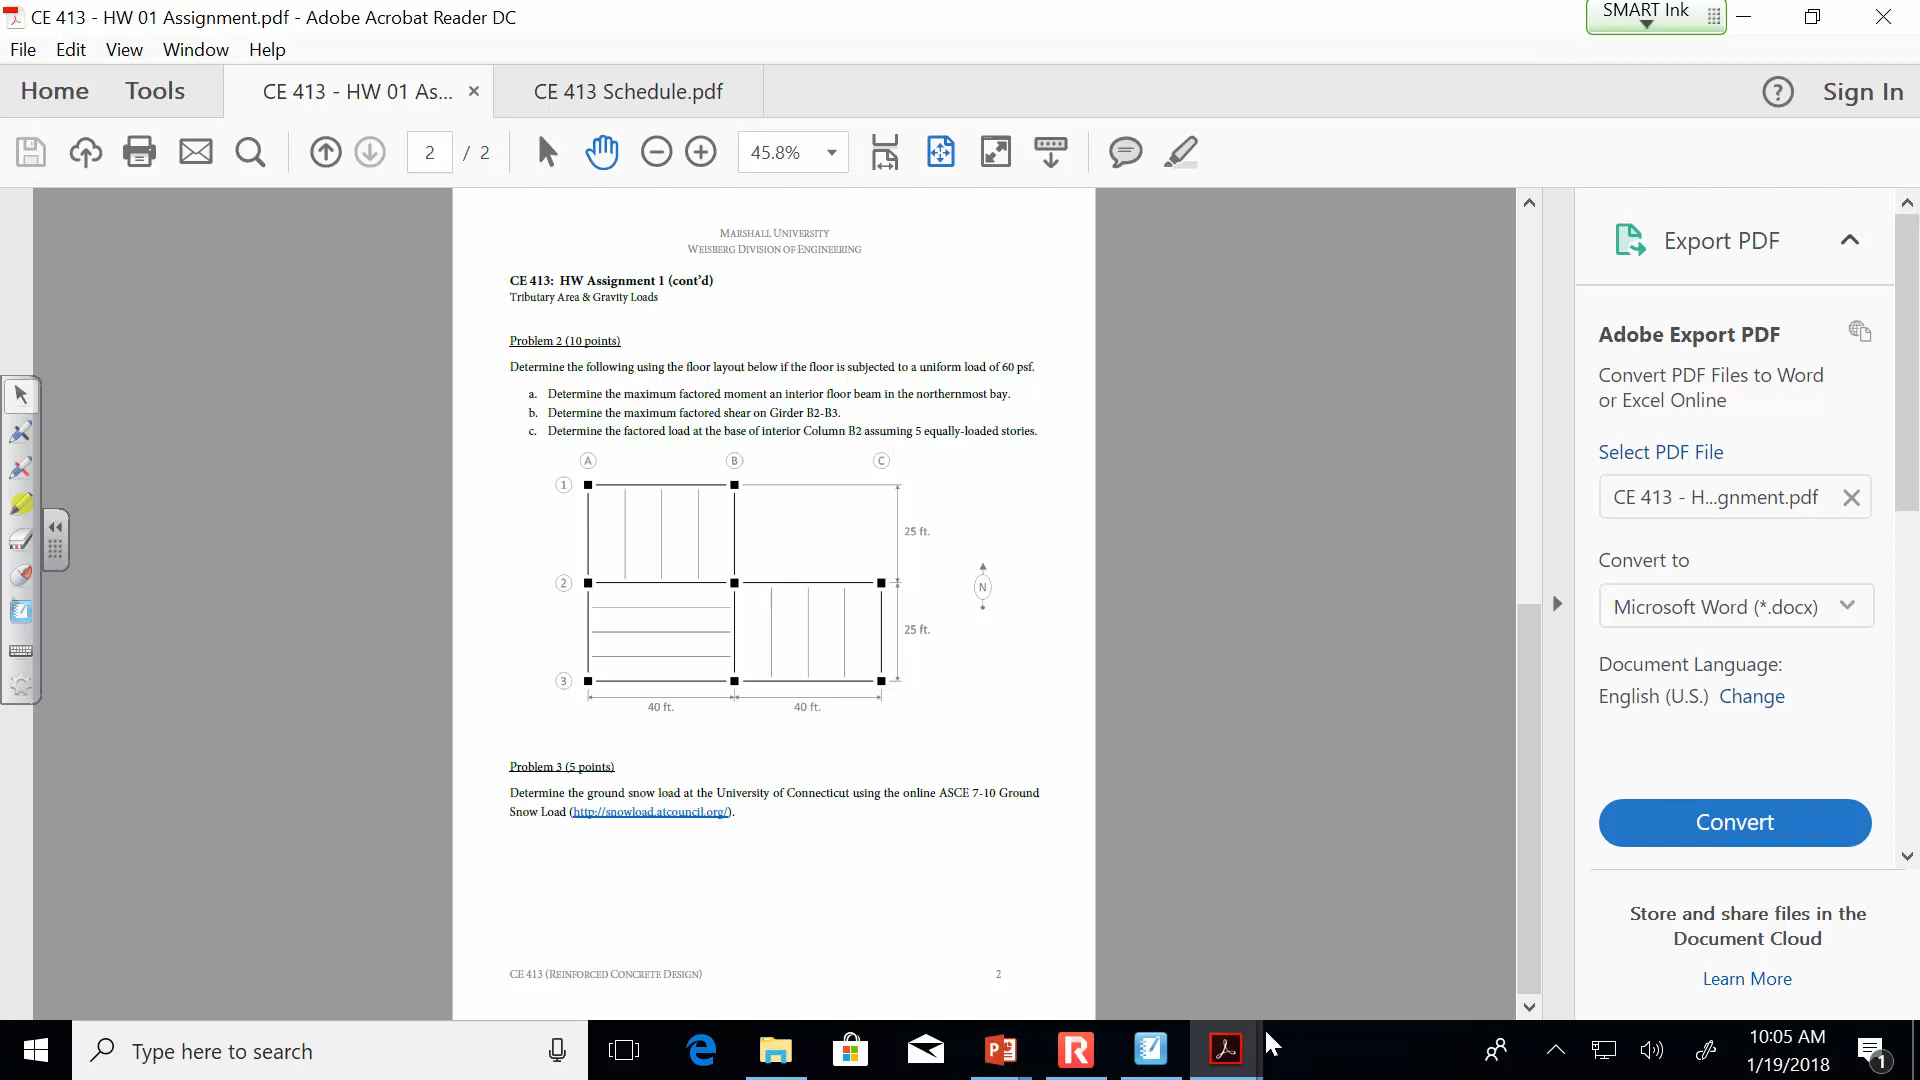 CE 413 - HW 01 Assignment.pdf - Adobe Acrobat Reader DC
SMART Ink
File Edit View Window Help
Home Tools CE 413 - HW 01 As... × CE 413 Schedule.pdf ? Sign In
2 / 2 45.8%
MARSHALL UNIVERSITY
WEISBERG DIVISION OF ENGINEERING
CE 413: HW Assignment 1 (cont'd)
Tributary Area & Gravity Loads
Problem 2 (10 points)
Determine the following using the floor layout below if the floor is subjected to a uniform load of 60 psf.
a. Determine the maximum factored moment an interior floor beam in the northernmost bay.
b. Determine the maximum factored shear on Girder B2-B3.
c. Determine the factored load at the base of interior Column B2 assuming 5 equally-loaded stories.
A B C
1
25 ft.
2
N
25 ft.
3
40 ft. 40 ft.
Problem 3 (5 points)
Determine the ground snow load at the University of Connecticut using the online ASCE 7-10 Ground
Snow Load (http://snowload.atcouncil.org/).
CE 413 (REINFORCED CONCRETE DESIGN) 2
Export PDF
Adobe Export PDF
Convert PDF Files to Word
or Excel Online
Select PDF File
CE 413 - H...gnment.pdf
Convert to
Microsoft Word (*.docx)
Document Language:
English (U.S.) Change
Convert
Store and share files in the
Document Cloud
Learn More
Type here to search
10:05 AM
1/19/2018
1